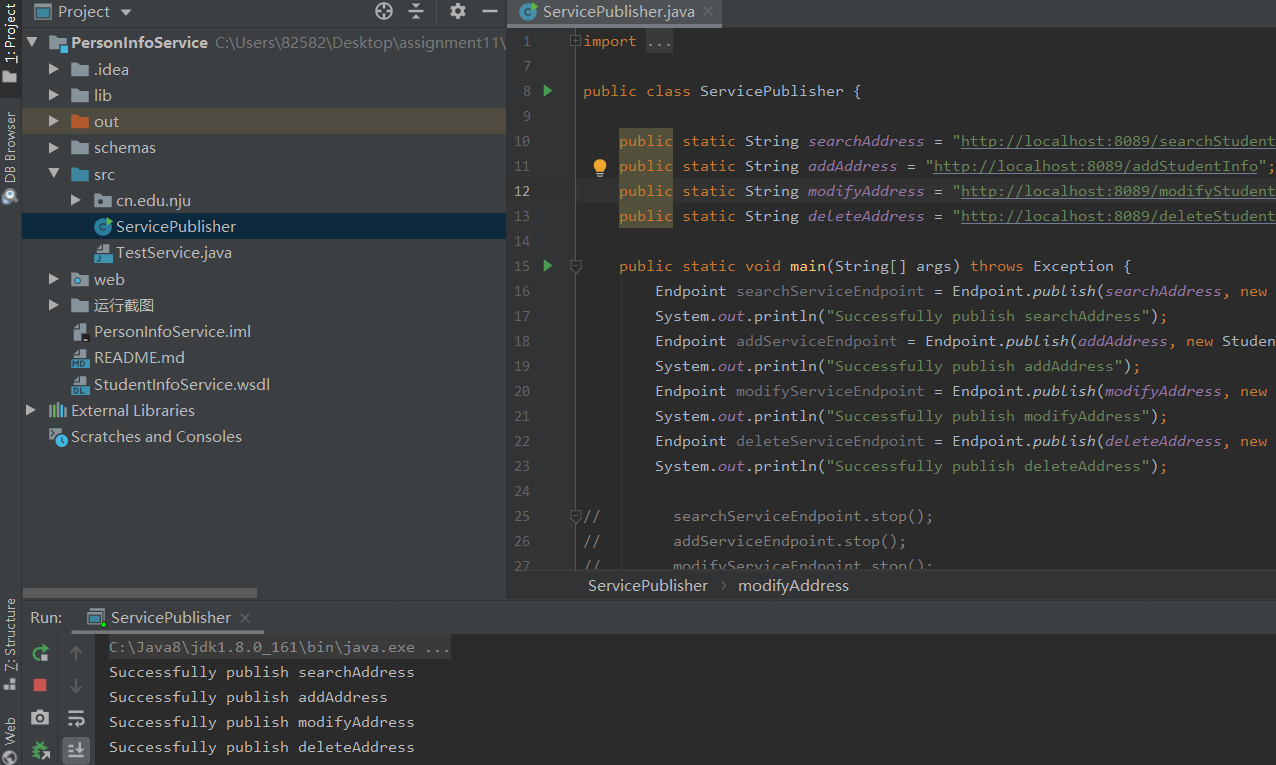 Project
1: Project
DB Browser
Z: Structure
Web
PersonInfoService C:\Users\82582\Desktop\assignment11\
.idea
lib
out
schemas
src
cn.edu.nju
ServicePublisher
TestService.java
web
运行截图
PersonInfoService.iml
README.md
StudentInfoService.wsdl
External Libraries
Scratches and Consoles
ServicePublisher.java
1 import ...
7
8 public class ServicePublisher {
9
10 public static String searchAddress = "http://localhost:8089/searchStudent
11 public static String addAddress = "http://localhost:8089/addStudentInfo";
12 public static String modifyAddress = "http://localhost:8089/modifyStudent
13 public static String deleteAddress = "http://localhost:8089/deleteStudent
14
15 public static void main(String[] args) throws Exception {
16 Endpoint searchServiceEndpoint = Endpoint.publish(searchAddress, new
17 System.out.println("Successfully publish searchAddress");
18 Endpoint addServiceEndpoint = Endpoint.publish(addAddress, new Studen
19 System.out.println("Successfully publish addAddress");
20 Endpoint modifyServiceEndpoint = Endpoint.publish(modifyAddress, new
21 System.out.println("Successfully publish modifyAddress");
22 Endpoint deleteServiceEndpoint = Endpoint.publish(deleteAddress, new
23 System.out.println("Successfully publish deleteAddress");
24
25 // searchServiceEndpoint.stop();
26 // addServiceEndpoint.stop();
27 // modifyServiceEndpoint.stop();
ServicePublisher › modifyAddress
Run: ServicePublisher
C:\Java8\jdk1.8.0_161\bin\java.exe ...
Successfully publish searchAddress
Successfully publish addAddress
Successfully publish modifyAddress
Successfully publish deleteAddress